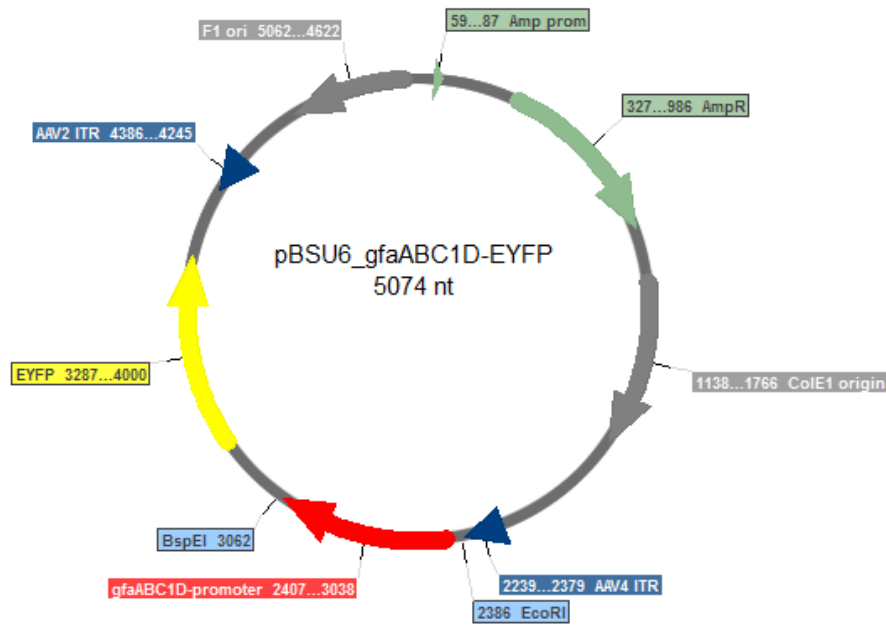 59...87 Amp prom
F1 ori 5062...4622
327...986 AmpR
AAV2 ITR 4386...4245
pBSU6_gfaABC1D-EYFP
5074 nt
EYFP 3287...4000
1138...1766 ColE1 origin
BspEI 3062
gfaABC1D-promoter 2407...3038
2239...2379 AAV4 ITR
2386 EcoRI